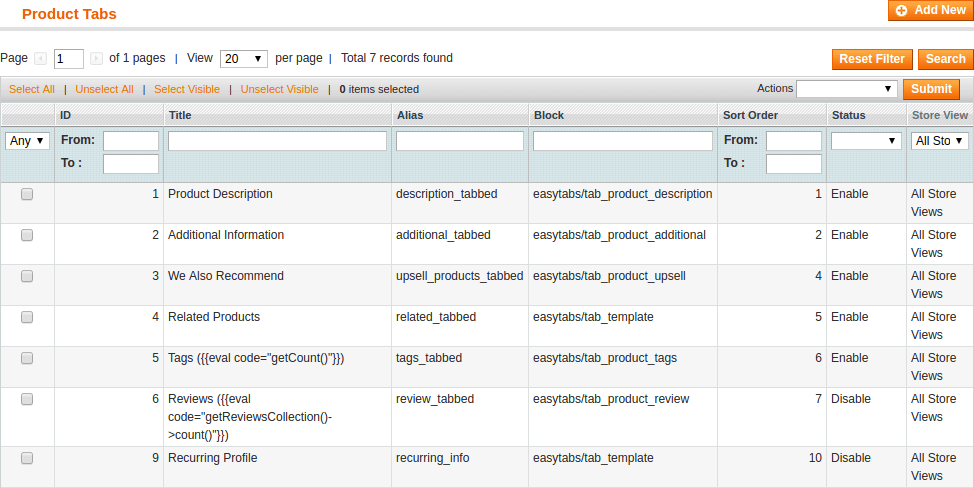 Product Tabs
Add New
Page 1 of 1 pages | View 20 per page | Total 7 records found
Reset Filter Search
Select All | Unselect All | Select Visible | Unselect Visible | 0 items selected
Actions Submit
ID Title Alias Block Sort Order Status Store View
Any From: From: All Sto
To : To :
1 Product Description description_tabbed easytabs/tab_product_description 1 Enable All Store
Views
2 Additional Information additional_tabbed easytabs/tab_product_additional 2 Enable All Store
Views
3 We Also Recommend upsell_products_tabbed easytabs/tab_product_upsell 4 Enable All Store
Views
4 Related Products related_tabbed easytabs/tab_template 5 Enable All Store
Views
5 Tags ({{eval code="getCount()"}}) tags_tabbed easytabs/tab_product_tags 6 Enable All Store
Views
6 Reviews ({{eval review_tabbed easytabs/tab_product_review 7 Disable All Store
code="getReviewsCollection()- Views
>count()"}})
9 Recurring Profile recurring_info easytabs/tab_template 10 Disable All Store
Views